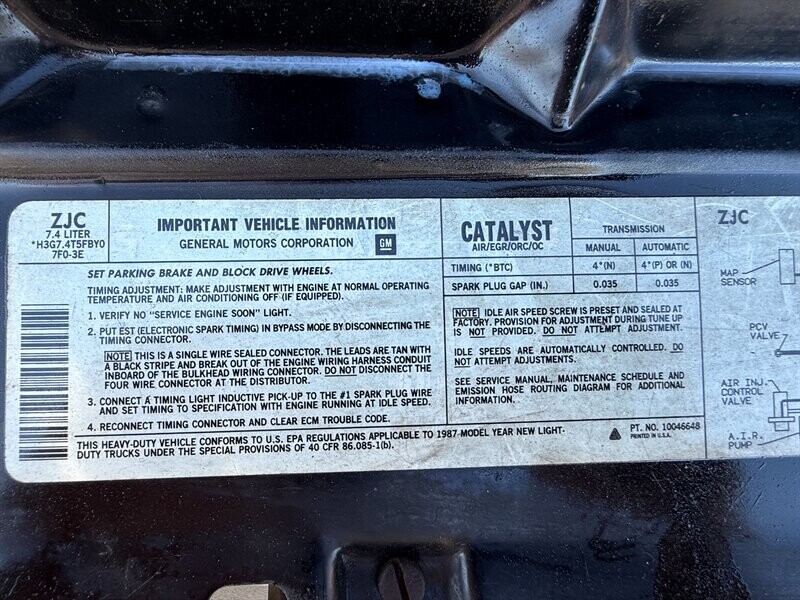 ZJC
7.4 LITER
*H3G7.4T5FBY0
7F0-3E
IMPORTANT VEHICLE INFORMATION
GENERAL MOTORS CORPORATION
GM
SET PARKING BRAKE AND BLOCK DRIVE WHEELS.
TIMING ADJUSTMENT: MAKE ADJUSTMENT WITH ENGINE AT NORMAL OPERATING
TEMPERATURE AND AIR CONDITIONING OFF (IF EQUIPPED).
1. VERIFY NO "SERVICE ENGINE SOON" LIGHT.
2. PUT EST (ELECTRONIC SPARK TIMING) IN BYPASS MODE BY DISCONNECTING THE
TIMING CONNECTOR.
NOTE THIS IS A SINGLE WIRE SEALED CONNECTOR. THE LEADS ARE TAN WITH
A BLACK STRIPE AND BREAK OUT OF THE ENGINE WIRING HARNESS CONDUIT
INBOARD OF THE BULKHEAD WIRING CONNECTOR. DO NOT DISCONNECT THE
FOUR WIRE CONNECTOR AT THE DISTRIBUTOR.
3. CONNECT A TIMING LIGHT INDUCTIVE PICK-UP TO THE #1 SPARK PLUG WIRE
AND SET TIMING TO SPECIFICATION WITH ENGINE RUNNING AT IDLE SPEED.
4. RECONNECT TIMING CONNECTOR AND CLEAR ECM TROUBLE CODE.
THIS HEAVY-DUTY VEHICLE CONFORMS TO U.S. EPA REGULATIONS APPLICABLE TO 1987 MODEL YEAR NEW LIGHT-
DUTY TRUCKS UNDER THE SPECIAL PROVISIONS OF 40 CFR 86.085-1(b).
CATALYST
AIR/EGR/ORC/OC
TRANSMISSION
MANUAL AUTOMATIC
TIMING (°BTC) 4°(N) 4°(P) OR (N)
SPARK PLUG GAP (IN.) 0.035 0.035
NOTE IDLE AIR SPEED SCREW IS PRESET AND SEALED AT
FACTORY. PROVISION FOR ADJUSTMENT DURING TUNE UP
IS NOT PROVIDED. DO NOT ATTEMPT ADJUSTMENT.
IDLE SPEEDS ARE AUTOMATICALLY CONTROLLED. DO
NOT ATTEMPT ADJUSTMENTS.
SEE SERVICE MANUAL, MAINTENANCE SCHEDULE AND
EMISSION HOSE ROUTING DIAGRAM FOR ADDITIONAL
INFORMATION.
PT. NO. 10046648
PRINTED IN U.S.A.
ZJC
MAP
SENSOR
PCV
VALVE
AIR INJ.
CONTROL
VALVE
A.I.R.
PUMP